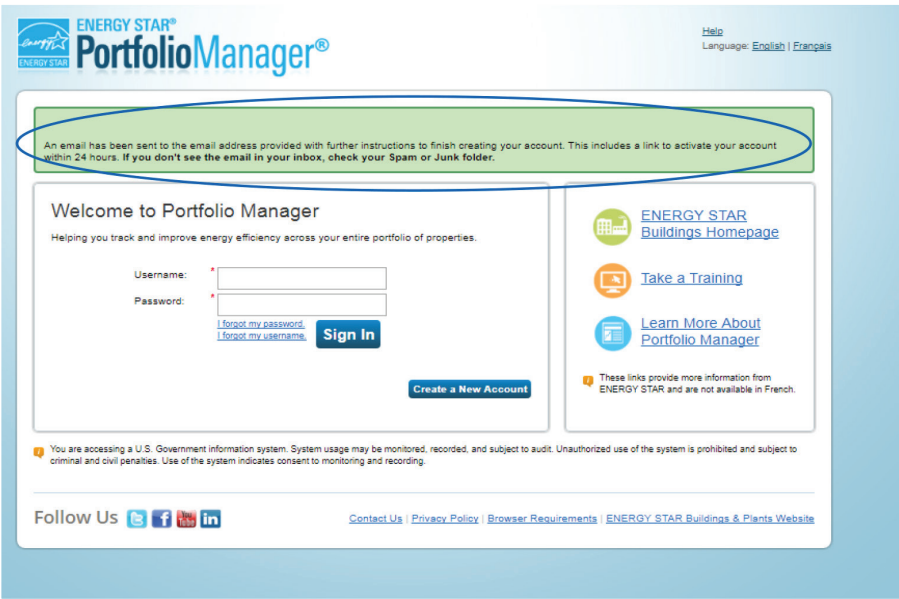 ENERGY STAR®
PortfolioManager®
energy
ENERGY STAR
Help
Language: English | Français
An email has been sent to the email address provided with further instructions to finish creating your account. This includes a link to activate your account
within 24 hours. If you don't see the email in your inbox, check your Spam or Junk folder.
Welcome to Portfolio Manager
Helping you track and improve energy efficiency across your entire portfolio of properties.
Username: *
Password: *
I forgot my password.
I forgot my username.
Sign In
Create a New Account
ENERGY STAR
Buildings Homepage
Take a Training
Learn More About
Portfolio Manager
These links provide more information from
ENERGY STAR and are not available in French.
You are accessing a U.S. Government information system. System usage may be monitored, recorded, and subject to audit. Unauthorized use of the system is prohibited and subject to
criminal and civil penalties. Use of the system indicates consent to monitoring and recording.
Follow Us
You
Tube
in
Contact Us | Privacy Policy | Browser Requirements | ENERGY STAR Buildings & Plants Website